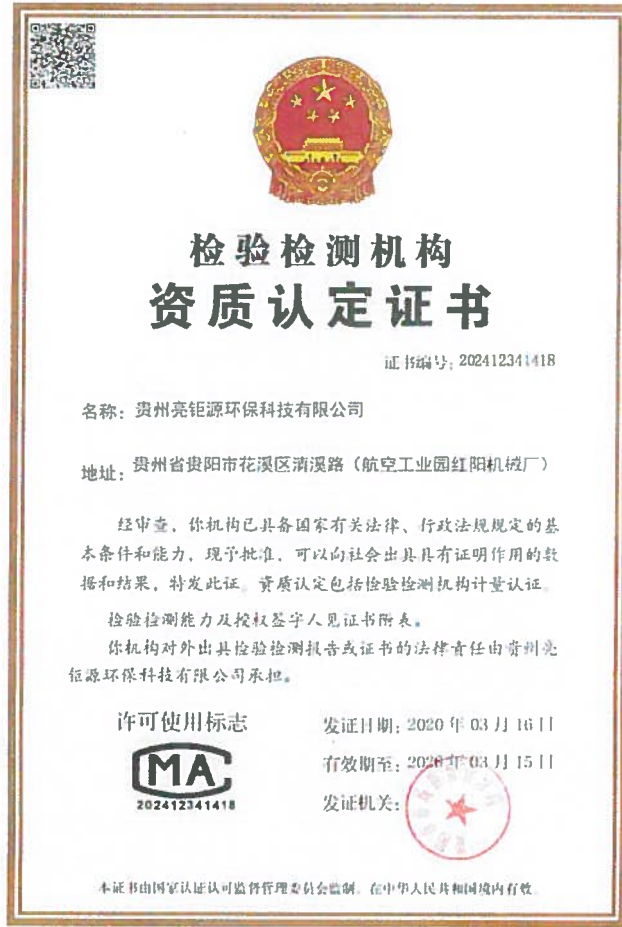 检验检测机构
资质认定证书
证书编号: 202412341418
名称: 贵州亮钜源环保科技有限公司
地址: 贵州省贵阳市花溪区清溪路（航空工业园红阳机械厂）
经审查，你机构已具备国家有关法律、行政法规规定的基
本条件和能力，现予批准，可以向社会出具具有证明作用的数
据和结果，特发此证。资质认定包括检验检测机构计量认证。
检验检测能力及授权签字人见证书附表。
你机构对外出具检验检测报告或证书的法律责任由贵州亮
钜源环保科技有限公司承担。
许可使用标志
MA
202412341418
发证日期: 2020年03月16日
有效期至: 2026年03月15日
发证机关:
本证书由国家认证认可监督管理委员会监制，在中华人民共和国境内有效。